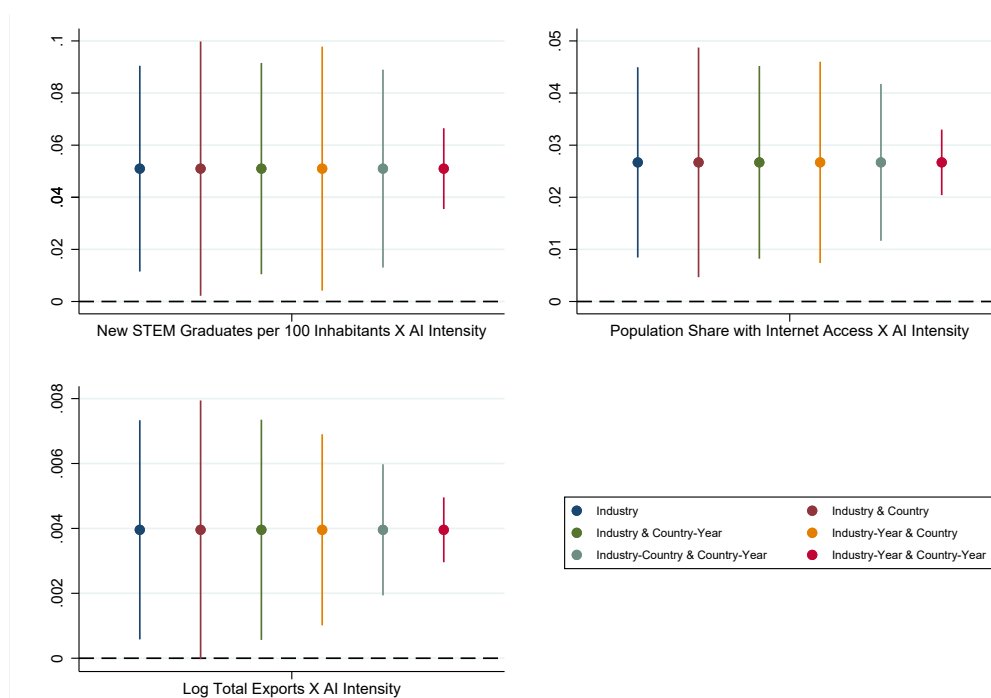 .1
.08
.06
.04
.02
0
New STEM Graduates per 100 Inhabitants X AI Intensity
.05
.04
.03
.02
.01
0
Population Share with Internet Access X AI Intensity
.008
.006
.004
.002
0
Log Total Exports X AI Intensity
Industry
Industry & Country
Industry & Country-Year
Industry-Year & Country
Industry-Country & Country-Year
Industry-Year & Country-Year